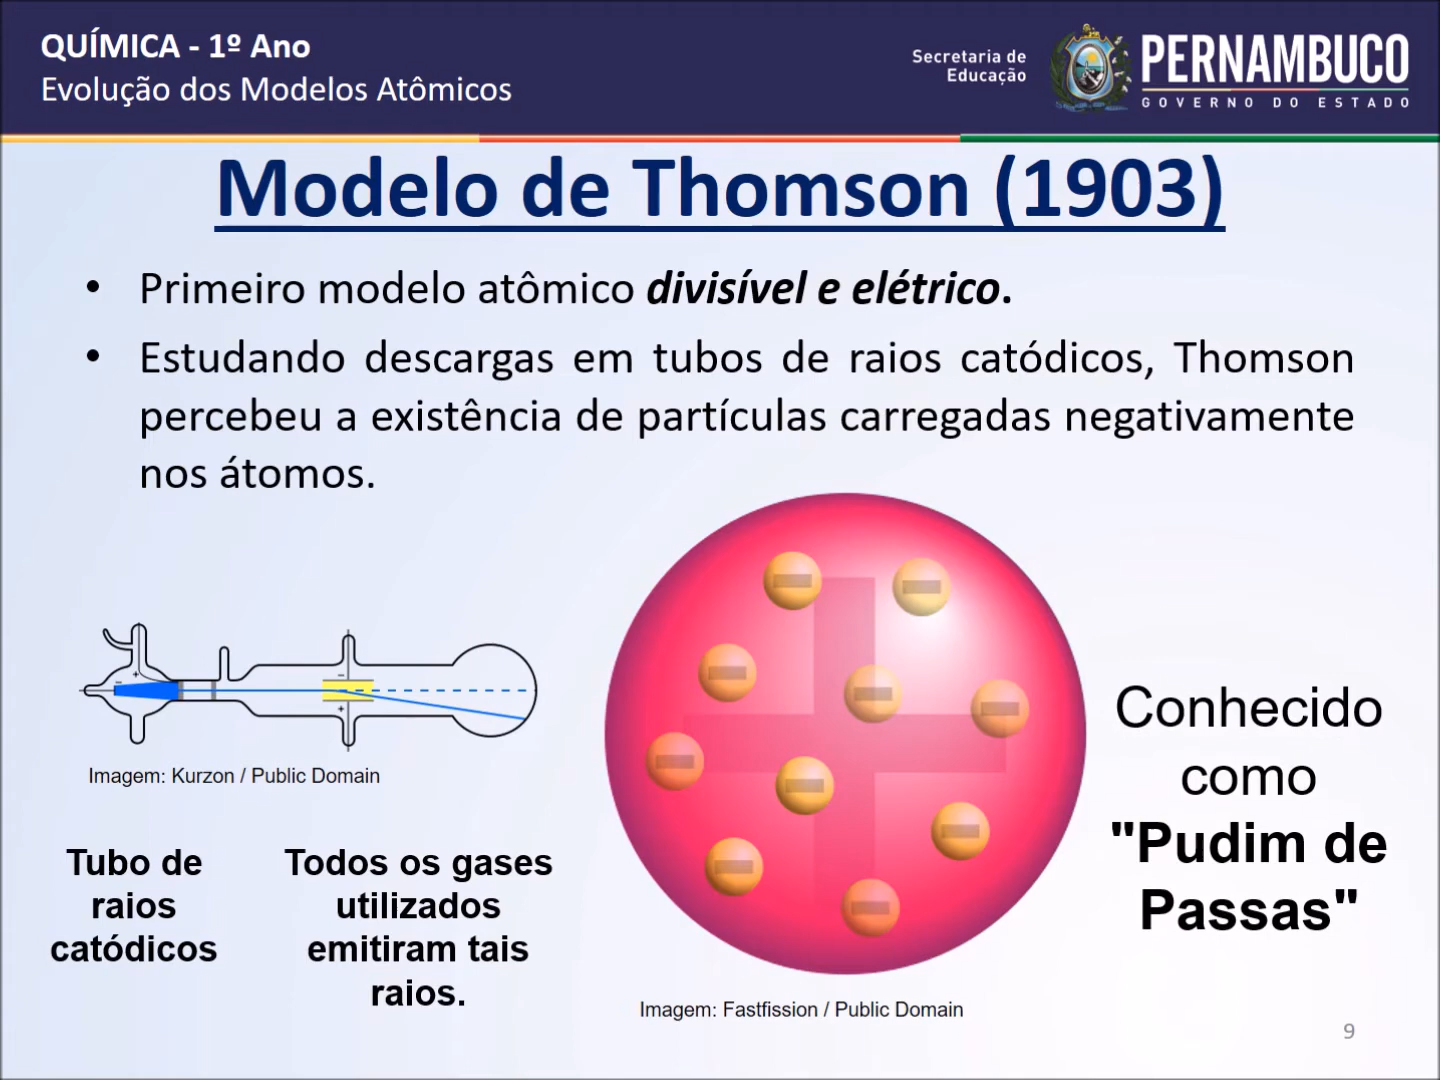 QUÍMICA - 1º Ano
Evolução dos Modelos Atômicos
Secretaria de
Educação
PERNAMBUCO
GOVERNO DO ESTADO
Modelo de Thomson (1903)
• Primeiro modelo atômico divisível e elétrico.
• Estudando descargas em tubos de raios catódicos, Thomson
percebeu a existência de partículas carregadas negativamente
nos átomos.
Imagem: Kurzon / Public Domain
Tubo de
raios
catódicos
Todos os gases
utilizados
emitiram tais
raios.
Imagem: Fastfission / Public Domain
Conhecido
como
"Pudim de
Passas"
9